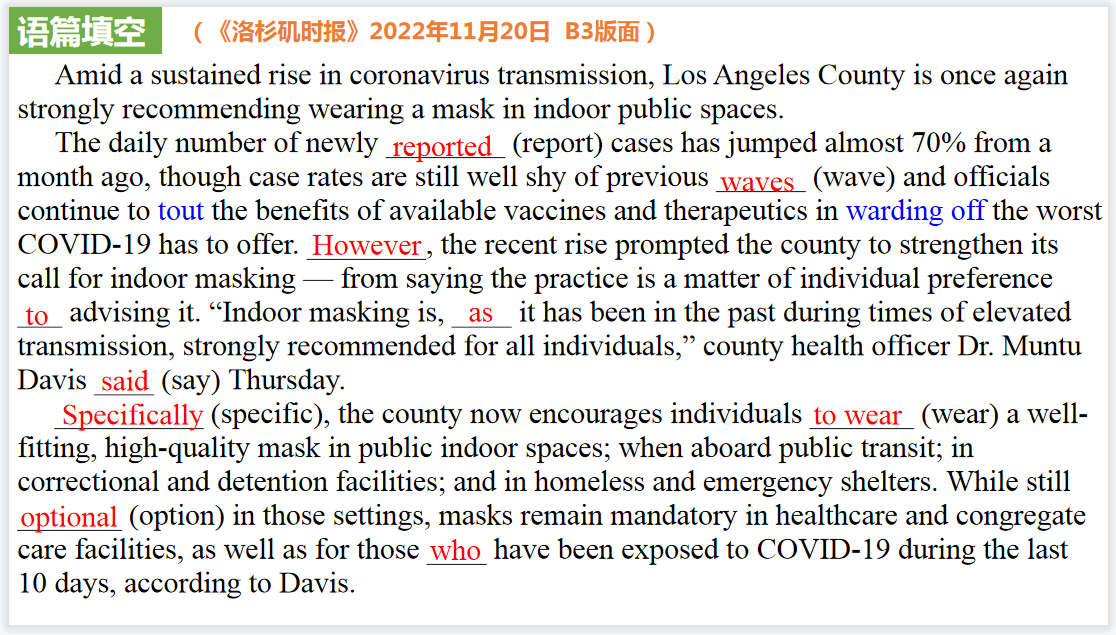 语篇填空 (《洛杉矶时报》2022年11月20日 B3版面)
Amid a sustained rise in coronavirus transmission, Los Angeles County is once again
strongly recommending wearing a mask in indoor public spaces.
The daily number of newly reported (report) cases has jumped almost 70% from a
month ago, though case rates are still well shy of previous waves (wave) and officials
continue to tout the benefits of available vaccines and therapeutics in warding off the worst
COVID-19 has to offer. However, the recent rise prompted the county to strengthen its
call for indoor masking — from saying the practice is a matter of individual preference
to advising it. “Indoor masking is, as it has been in the past during times of elevated
transmission, strongly recommended for all individuals,” county health officer Dr. Muntu
Davis said (say) Thursday.
Specifically (specific), the county now encourages individuals to wear (wear) a well-
fitting, high-quality mask in public indoor spaces; when aboard public transit; in
correctional and detention facilities; and in homeless and emergency shelters. While still
optional (option) in those settings, masks remain mandatory in healthcare and congregate
care facilities, as well as for those who have been exposed to COVID-19 during the last
10 days, according to Davis.